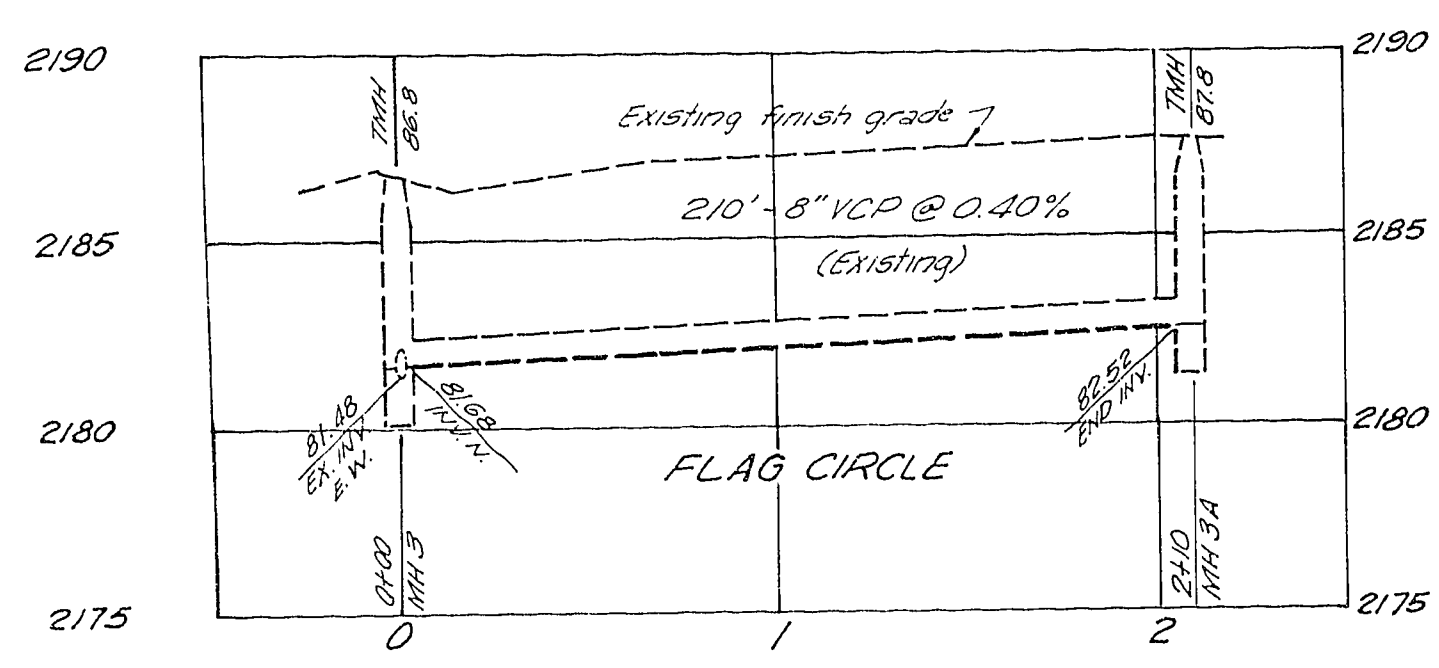 2190
2190
TMH
86.8
TMH
87.8
Existing finish grade
210' - 8" VCP @ 0.40%
2185
2185
(Existing)
81.48
EX. INV.
E. W.
81.68
INV. N.
82.52
END INV.
2180
2180
FLAG CIRCLE
0+00
MH 3
2+10
MH 3A
2175
2175
0
1
2